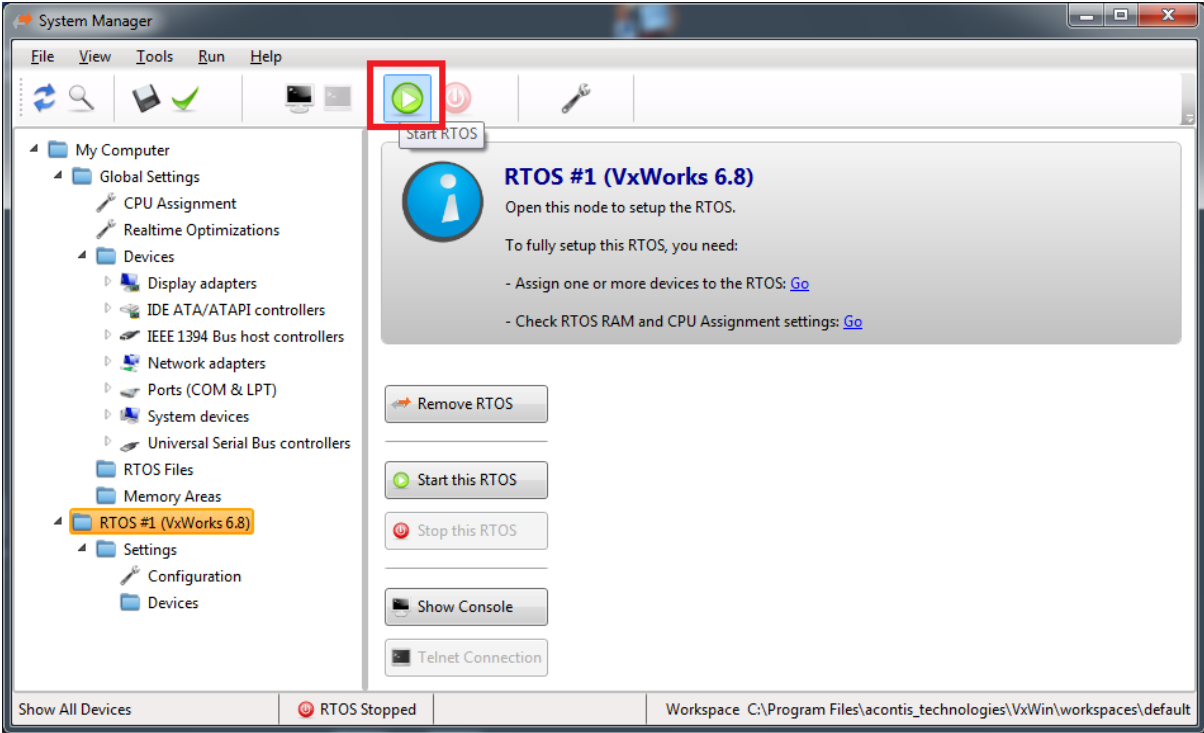 System Manager
File View Tools Run Help
Start RTOS
My Computer
Global Settings
CPU Assignment
Realtime Optimizations
Devices
Display adapters
IDE ATA/ATAPI controllers
IEEE 1394 Bus host controllers
Network adapters
Ports (COM & LPT)
System devices
Universal Serial Bus controllers
RTOS Files
Memory Areas
RTOS #1 (VxWorks 6.8)
Settings
Configuration
Devices
RTOS #1 (VxWorks 6.8)
Open this node to setup the RTOS.
To fully setup this RTOS, you need:
- Assign one or more devices to the RTOS: Go
- Check RTOS RAM and CPU Assignment settings: Go
Remove RTOS
Start this RTOS
Stop this RTOS
Show Console
Telnet Connection
Show All Devices RTOS Stopped Workspace C:\Program Files\acontis_technologies\VxWin\workspaces\default